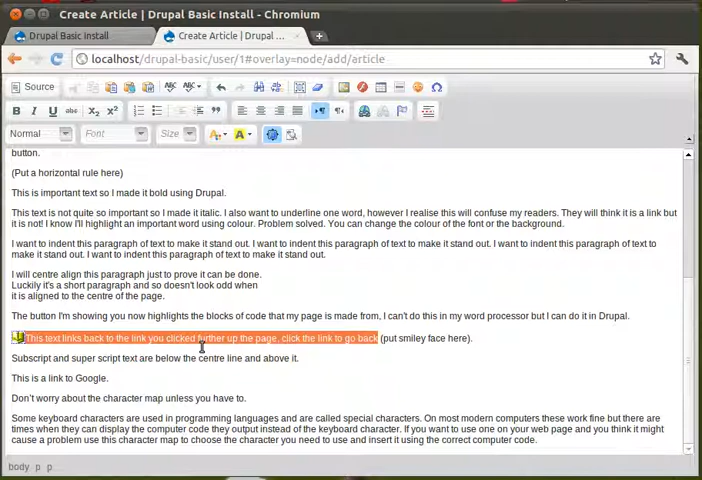 Create Article | Drupal Basic Install - Chromium
Drupal Basic Install
Create Article | Drupal ...
localhost/drupal-basic/user/1#overlay=node/add/article
Source
Normal
Font
Size
button.
(Put a horizontal rule here)
This is important text so I made it bold using Drupal.
This text is not quite so important so I made it italic. I also want to underline one word, however I realise this will confuse my readers. They will think it is a link but
it is not! I know I'll highlight an important word using colour. Problem solved. You can change the colour of the font or the background.
I want to indent this paragraph of text to make it stand out. I want to indent this paragraph of text to make it stand out. I want to indent this paragraph of text to
make it stand out. I want to indent this paragraph of text to make it stand out.
I will centre align this paragraph just to prove it can be done.
Luckily it's a short paragraph and so doesn't look odd when
it is aligned to the centre of the page.
The button I'm showing you now highlights the blocks of code that my page is made from, I can't do this in my word processor but I can do it in Drupal.
This text links back to the link you clicked further up the page, click the link to go back (put smiley face here).
Subscript and super script text are below the centre line and above it.
This is a link to Google.
Don't worry about the character map unless you have to.
Some keyboard characters are used in programming languages and are called special characters. On most modern computers these work fine but there are
times when they can display the computer code they output instead of the keyboard character. If you want to use one on your web page and you think it might
cause a problem use this character map to choose the character you need to use and insert it using the correct computer code.
body p p